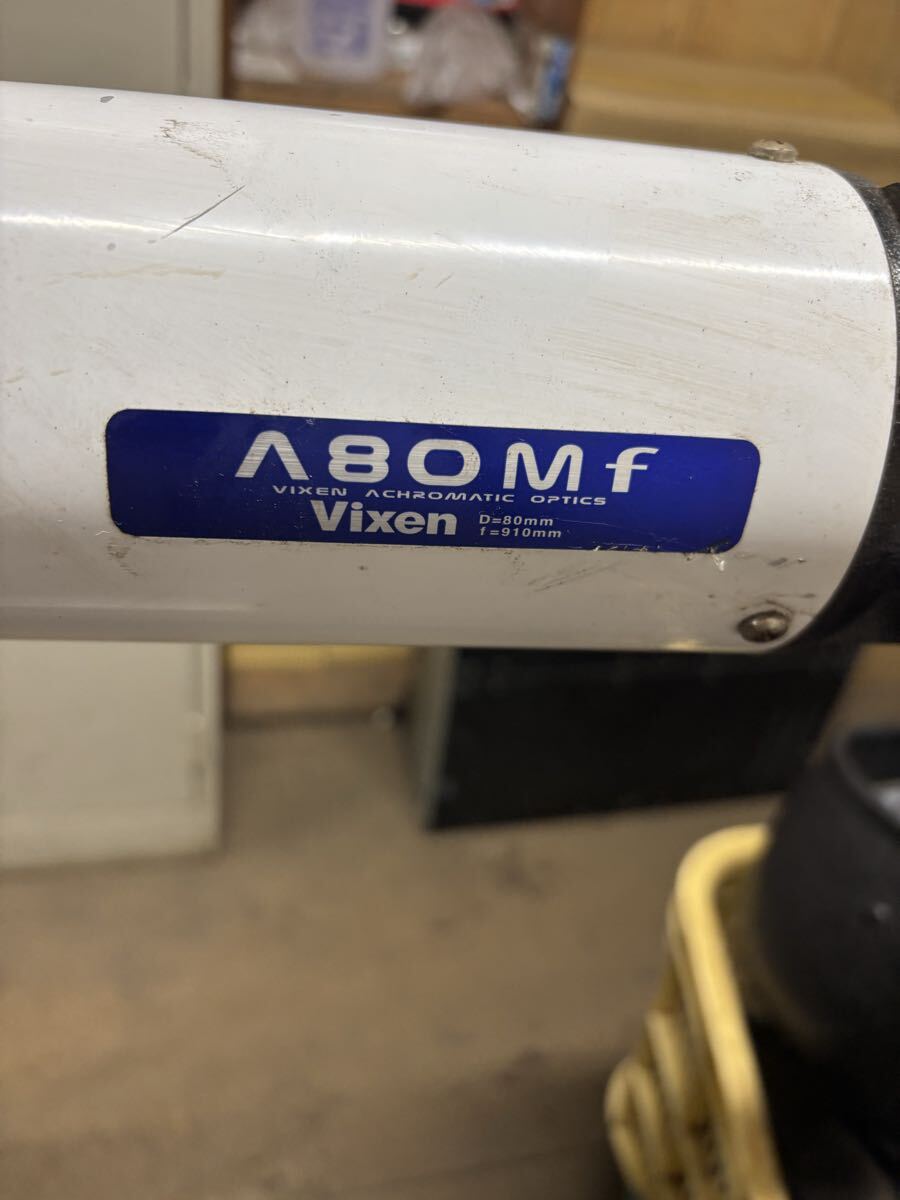 A80Mf
VIXEN ACHROMATIC OPTICS
Vixen D=80mm
f=910mm